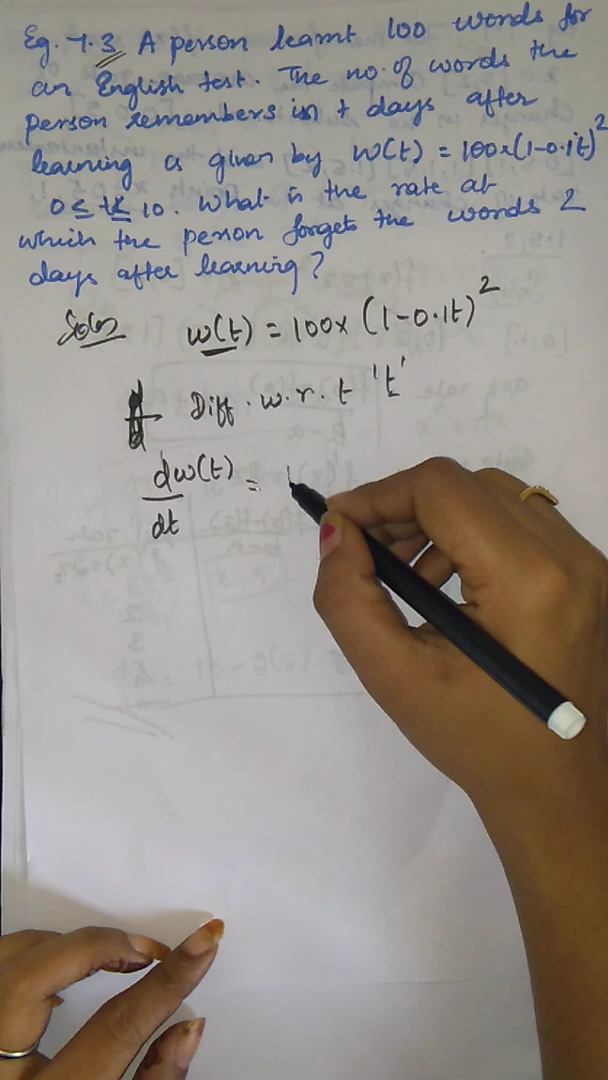 Eg. 7.3 A person learnt 100 words for
an English test. The no. of words the
person remembers in t days after
learning is given by W(t) = 100×(1-0.1t)²
0 ≤ t ≤ 10. What is the rate at
which the person forgets the words 2
days after learning?
Soln w(t) = 100× (1-0.1t)²
Diff. w.r.t 't'
dw(t)/dt =